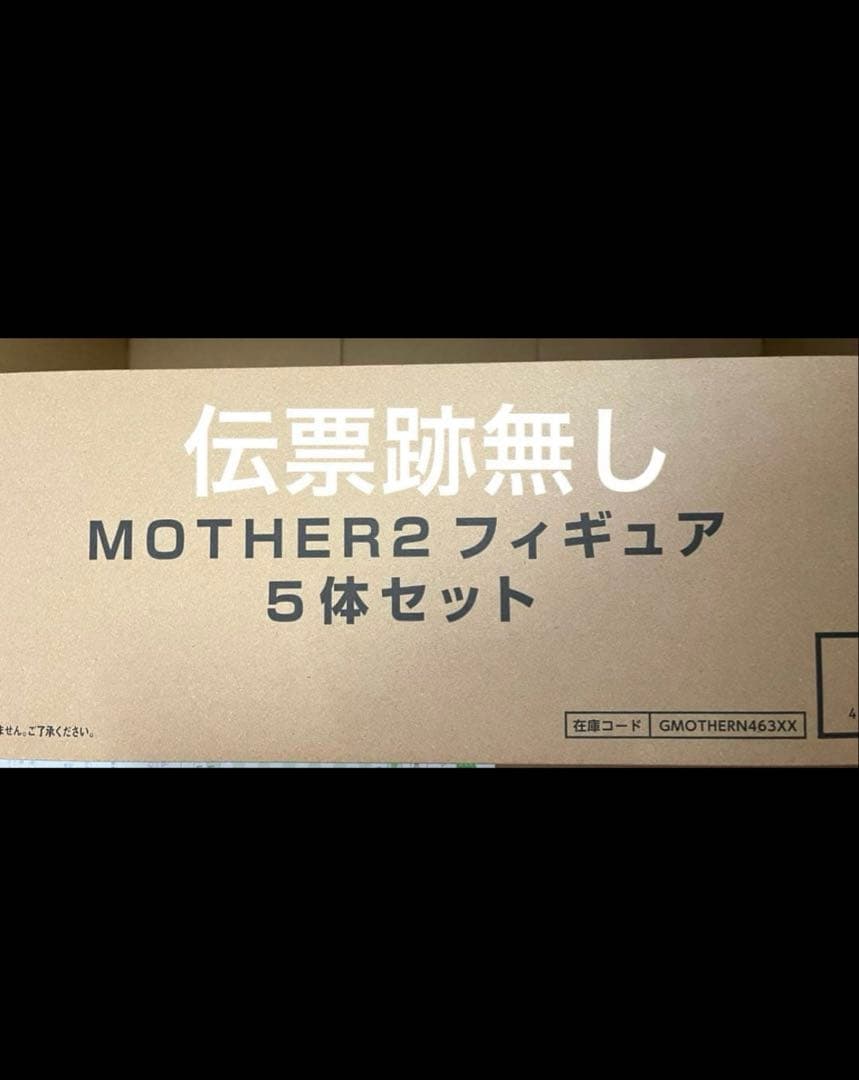 伝票跡無し
MOTHER2 フィギュア
5体セット
ません。ご了承ください。
在庫コード GMOTHERN463XX
4